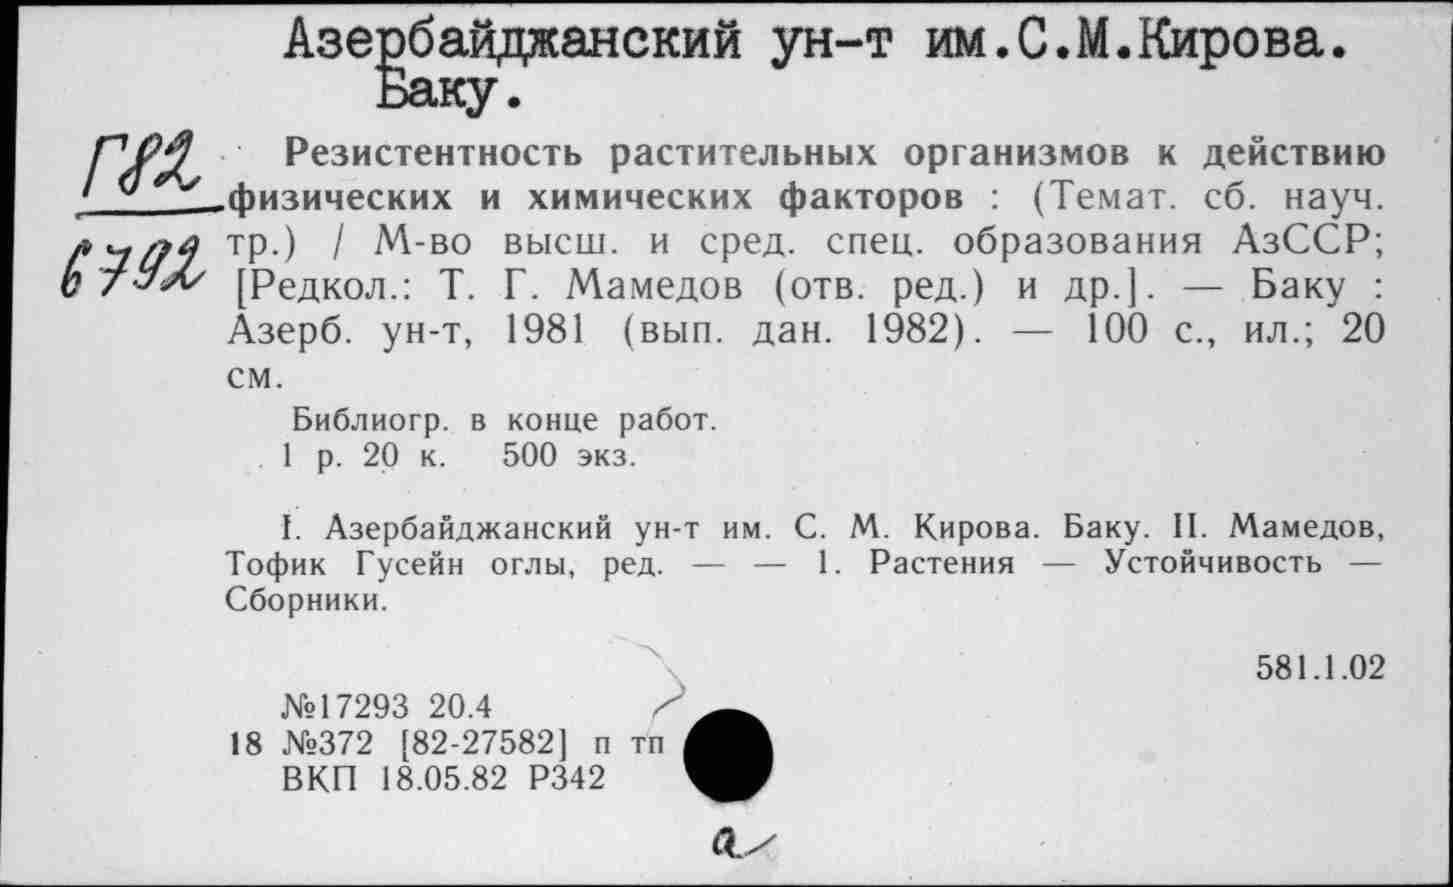 Азербайджанский ун-т им.С.М.Кирова.
Баку.
Г82
6792
Резистентность растительных организмов к действию
физических и химических факторов : (Темат. сб. науч.
тр.) / М-во высш. и сред. спец. образования АзССР;
[Редкол.: Т. Г. Мамедов (отв. ред.) и др.]. — Баку :
Азерб. ун-т, 1981 (вып. дан. 1982). — 100 с., ил.; 20
см.
Библиогр. в конце работ.
1 р. 20 к. 500 экз.
I. Азербайджанский ун-т им. С. М. Кирова. Баку. II. Мамедов,
Тофик Гусейн оглы, ред. — — 1. Растения — Устойчивость —
Сборники.
581.1.02
№17293 20.4
18 №372 [82-27582] п тп
ВКП 18.05.82 Р342